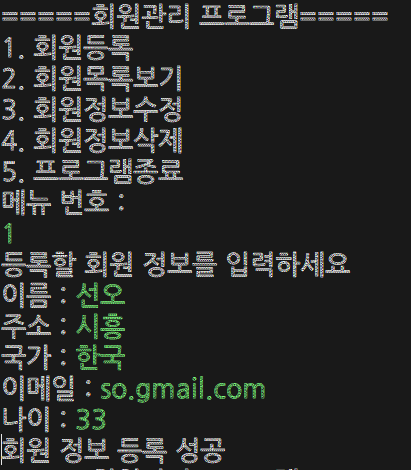 =====회원관리 프로그램=====
1. 회원등록
2. 회원목록보기
3. 회원정보수정
4. 회원정보삭제
5. 프로그램종료
메뉴 번호 :
1
등록할 회원 정보를 입력하세요
이름 : 선오
주소 : 시흥
국가 : 한국
이메일 : so.gmail.com
나이 : 33
회원 정보 등록 성공